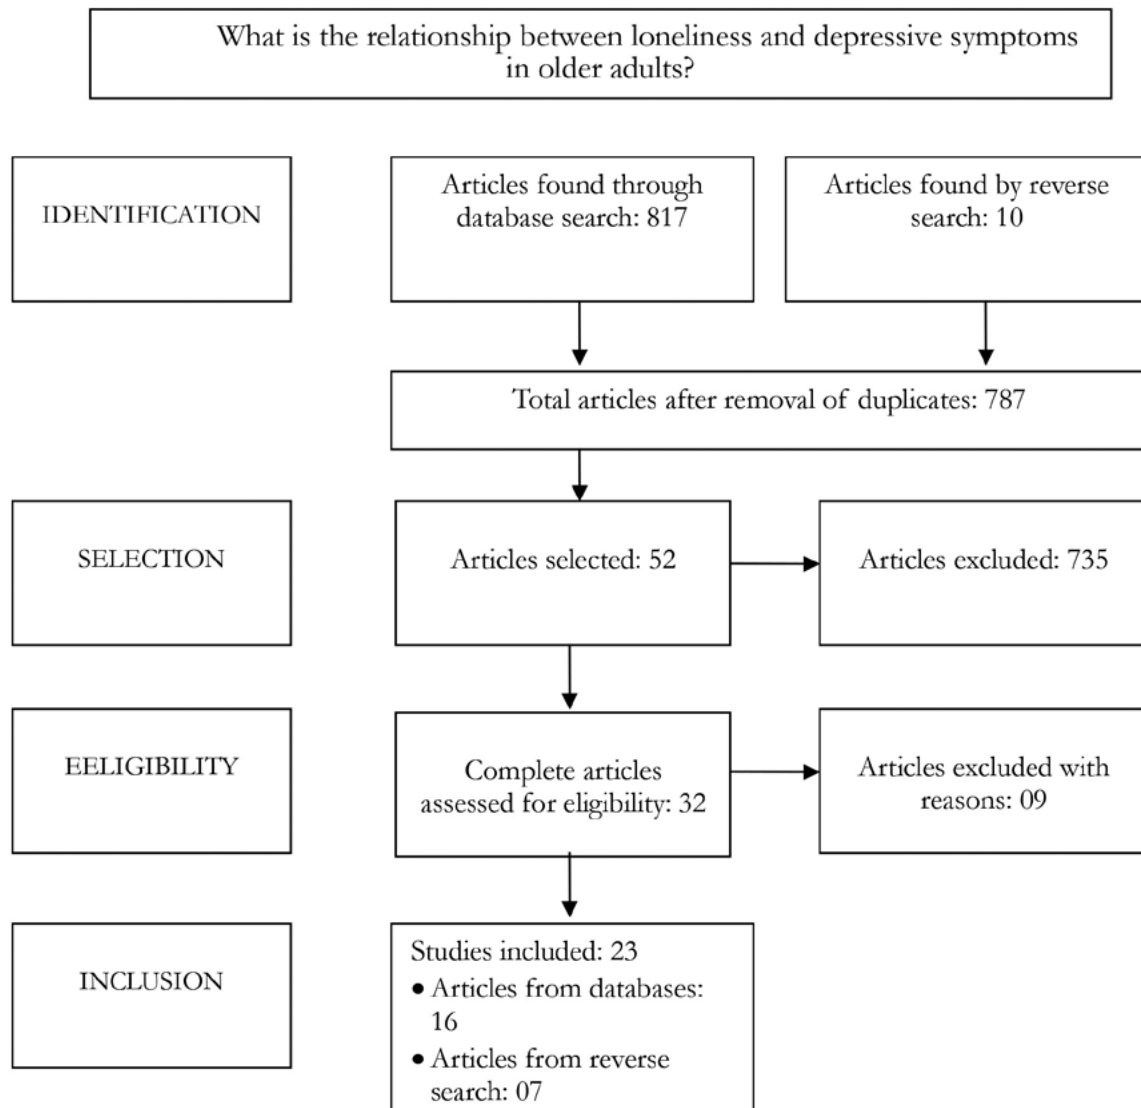 What is the relationship between loneliness and depressive symptoms
in older adults?
IDENTIFICATION
Articles found through
database search: 817
Articles found by reverse
search: 10
Total articles after removal of duplicates: 787
SELECTION
Articles selected: 52
Articles excluded: 735
EELIGIBILITY
Complete articles
assessed for eligibility: 32
Articles excluded with
reasons: 09
INCLUSION
Studies included: 23
• Articles from databases:
16
• Articles from reverse
search: 07